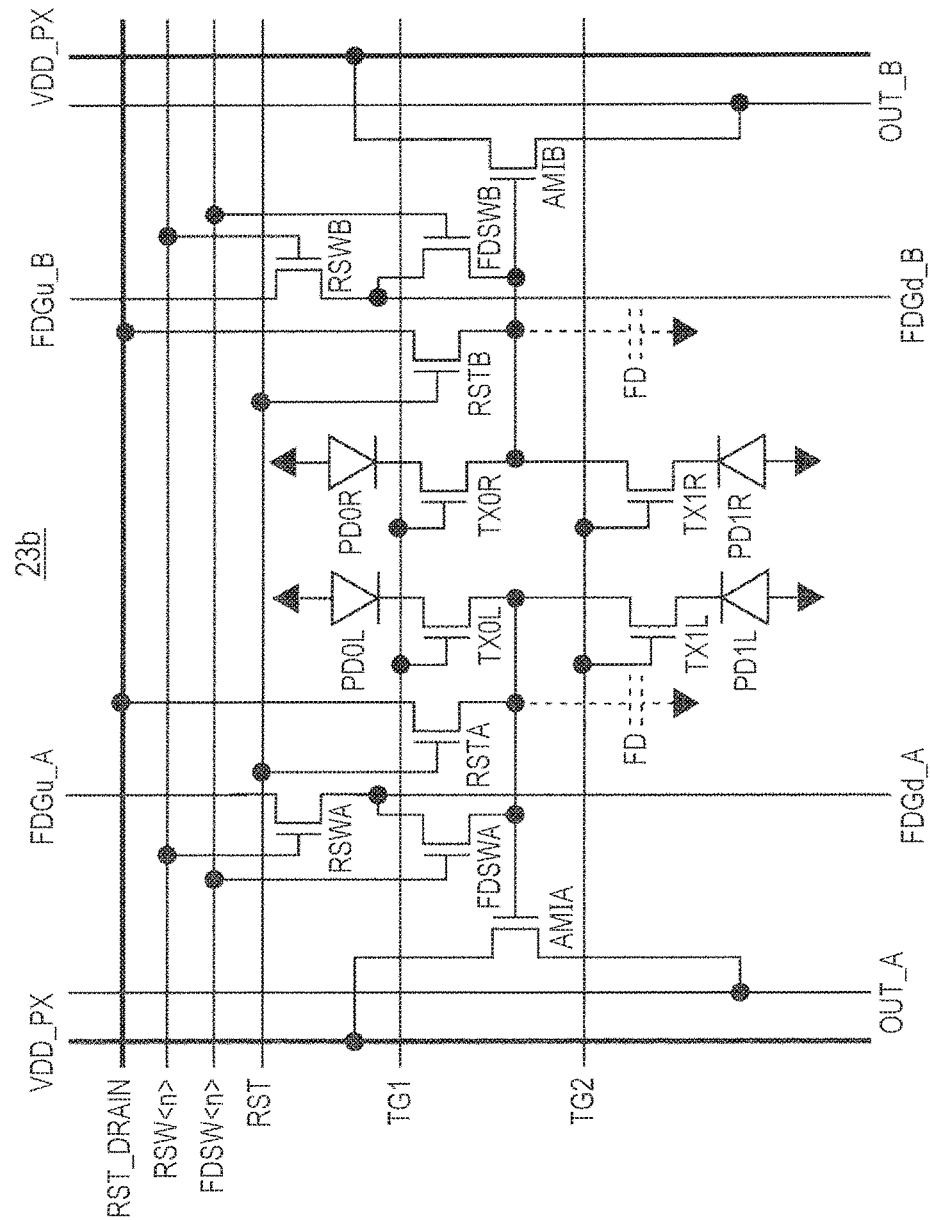 23b
VDD_PX
FDGu_A
FDGu_B
VDD_PX
RST_DRAIN
RSW<n>
FDSW<n>
RST
TG1
TG2
RSWA
RSWB
PD0L
PD0R
FDSWA
RSTA
TX0L
TX0R
RSTB
FDSWB
AMIA
AMIB
FD
TX1L
TX1R
FD
PD1L
PD1R
OUT_A
FDGd_A
FDGd_B
OUT_B